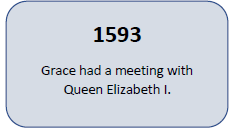 1593
Grace had a meeting with
Queen Elizabeth I.